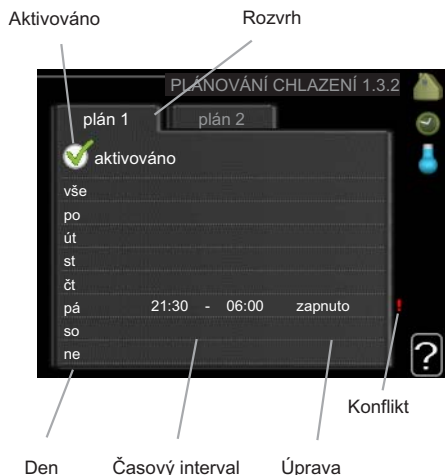 Aktivováno Rozvrh
PLÁNOVÁNÍ CHLAZENÍ 1.3.2
plán 1 plán 2
aktivováno
vše
po
út
st
čt
pá 21:30 - 06:00 zapnuto !
so
ne
?
Konflikt
Den Časový interval Úprava